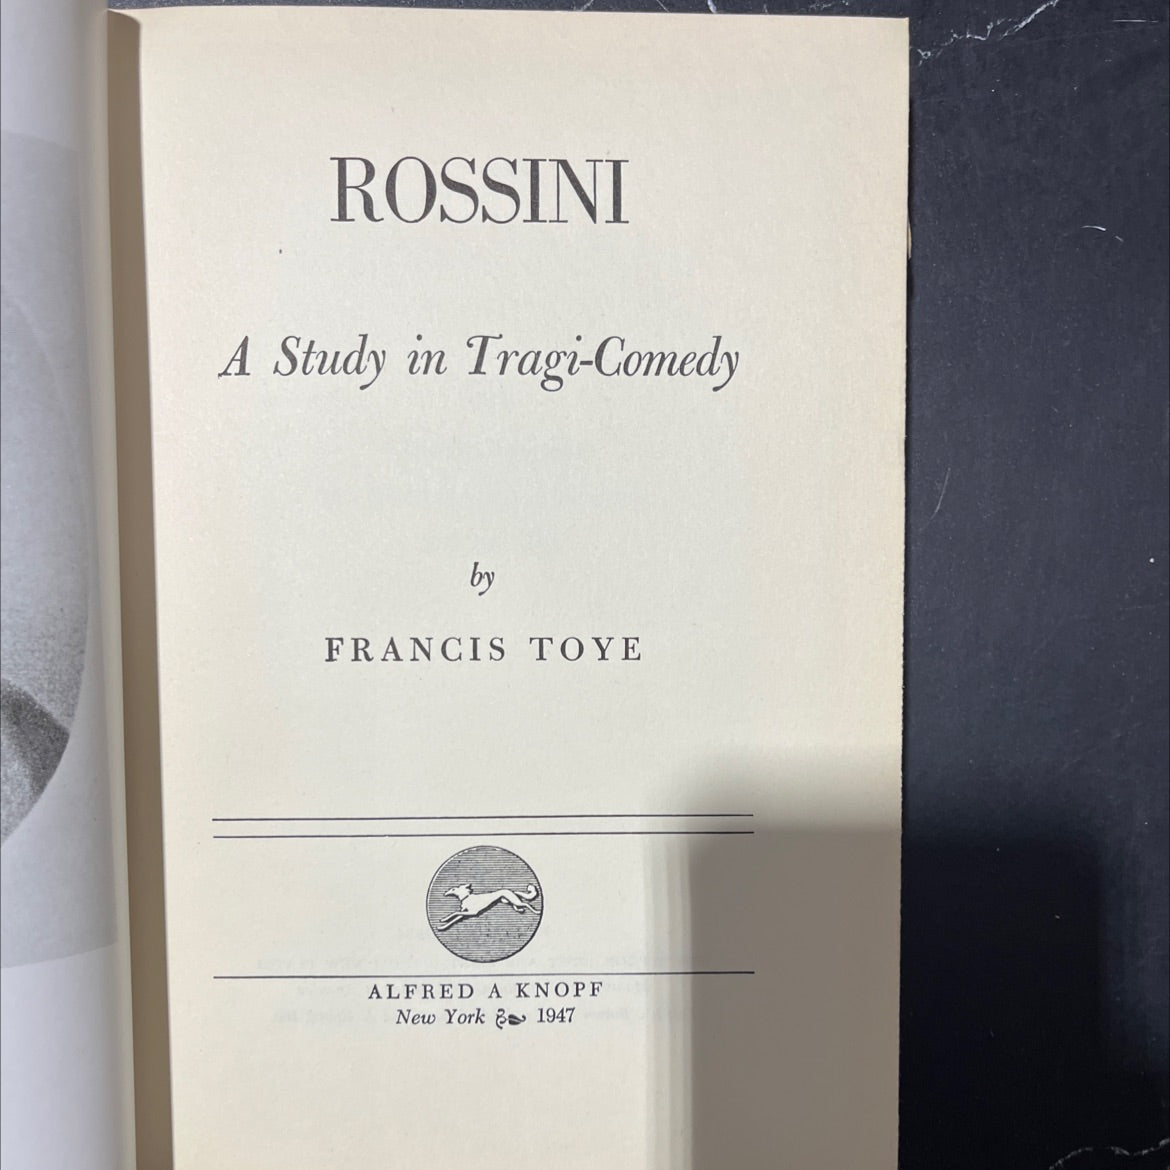 ROSSINI
A Study in Tragi-Comedy
by
FRANCIS TOYE
ALFRED A KNOPF
New York 1947